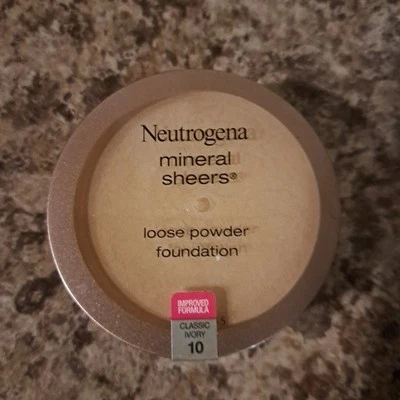 Neutrogena
mineral
sheers®
loose powder
foundation
IMPROVED
FORMULA
CLASSIC
IVORY
10